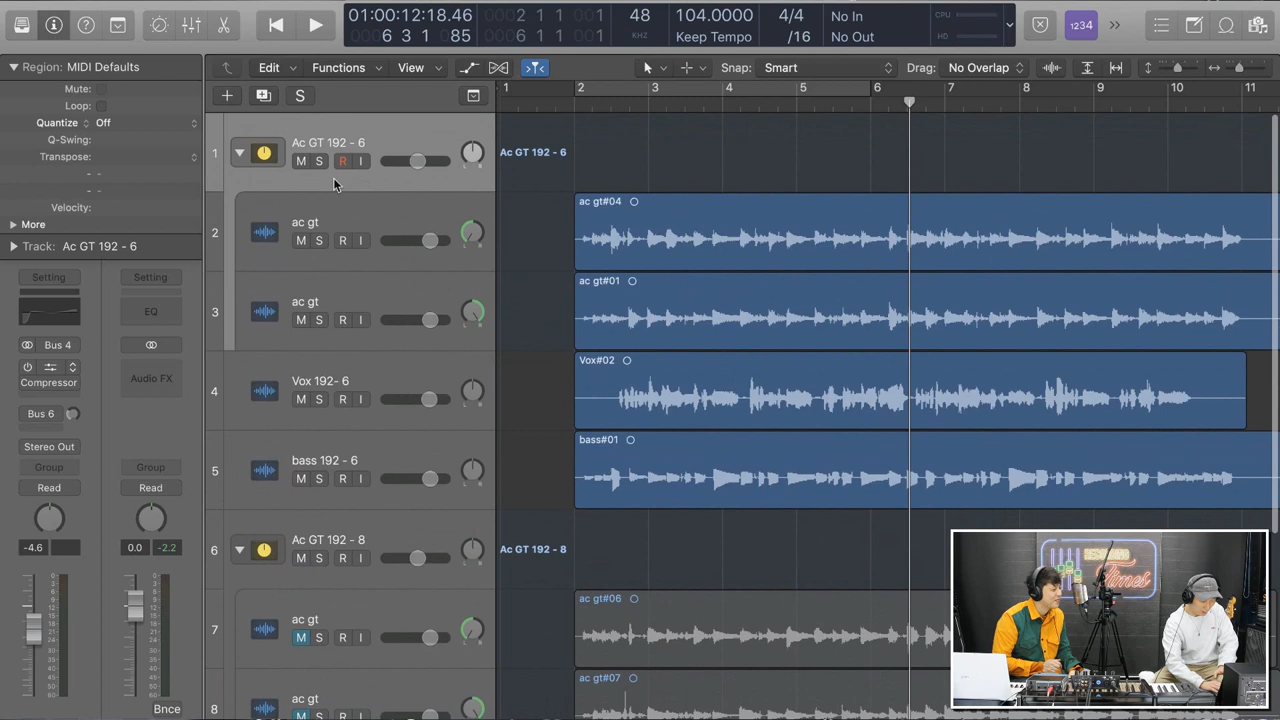 01:00:12:18.46
6 3 1 085
2 1 1 001
2 1 1 001
48
KHZ
104.0000
Keep Tempo
4/4
/16
No In
No Out
CPU
HD
1234
Region: MIDI Defaults
Mute:
Loop:
Quantize
Off
Q-Swing:
Transpose:
Velocity:
More
Track: Ac GT 192 - 6
Edit
Functions
View
Snap:
Smart
Drag:
No Overlap
S
1 2 3 4 5 6 7 8 9 10 11
1
Ac GT 192 - 6
M S R I
Ac GT 192 - 6
2
ac gt
M S R I
ac gt#04
3
ac gt
M S R I
ac gt#01
4
Vox 192- 6
M S R I
Vox#02
5
bass 192 - 6
M S R I
bass#01
6
Ac GT 192 - 8
M S R I
Ac GT 192 - 8
7
ac gt
M S R I
ac gt#06
8
ac gt
M S R I
ac gt#07
Setting
Setting
EQ
Bus 4
Compressor
Audio FX
Bus 6
Stereo Out
Group
Group
Read
Read
-4.6
0.0
-2.2
Bnce
Times